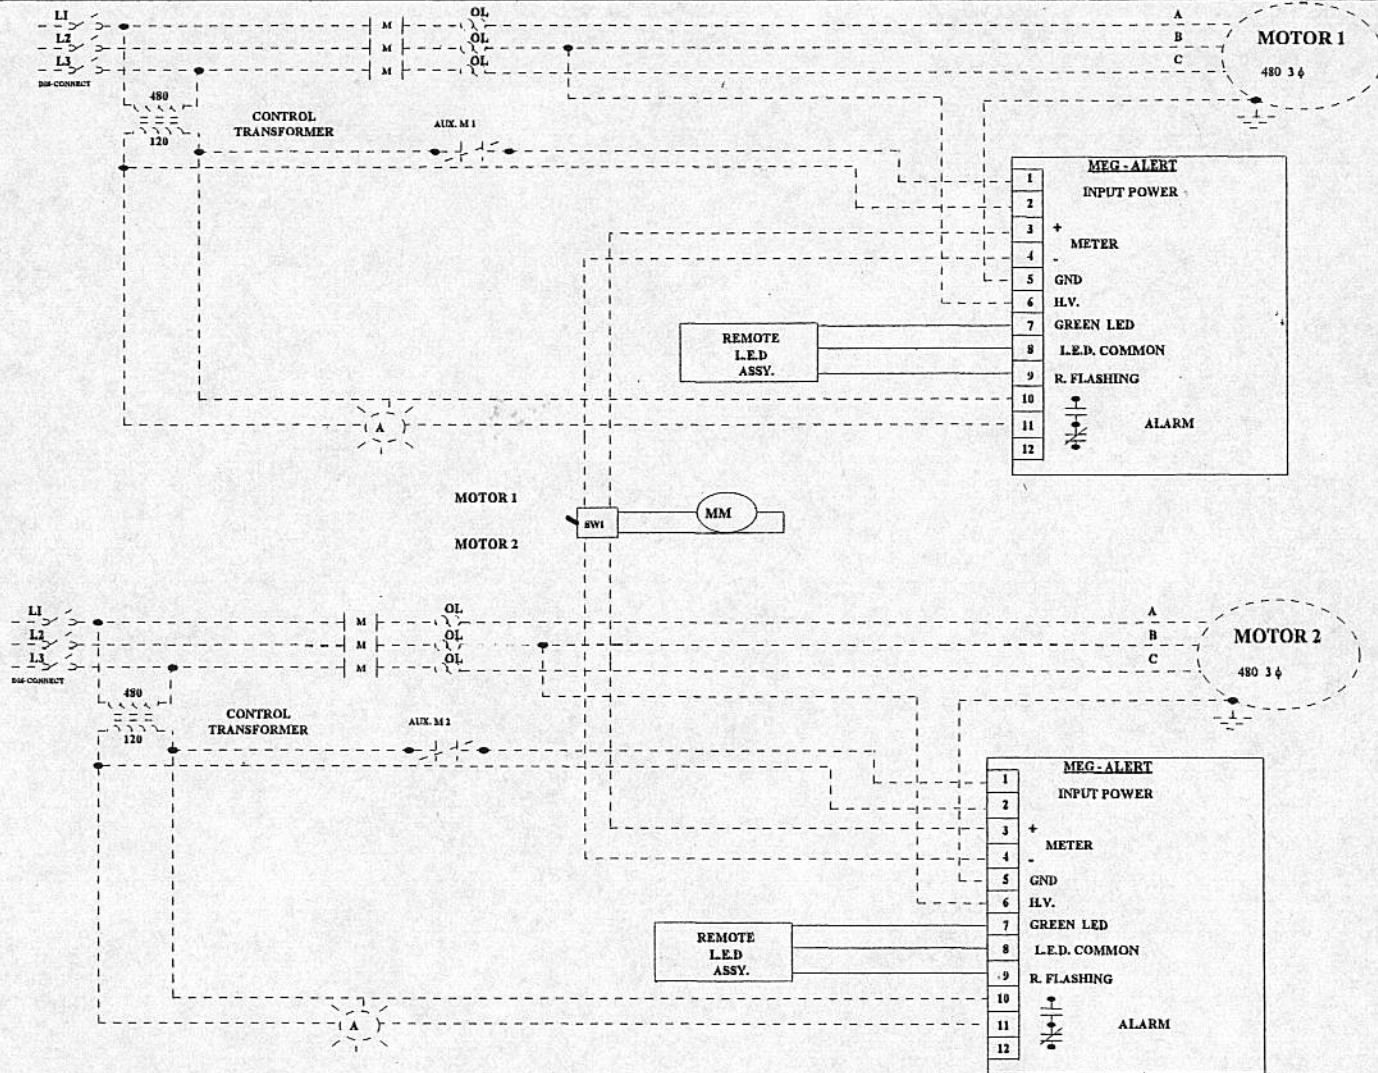 L1
L2
L3
DIS-CONNECT
M
M
M
OL
OL
OL
A
B
C
MOTOR 1
480 3 ϕ
480
120
CONTROL
TRANSFORMER
AUX. M 1
MEG - ALERT
INPUT POWER
1
2
3 +
METER
4 -
5 GND
6 H.V.
7 GREEN LED
8 L.E.D. COMMON
9 R. FLASHING
10
11 ALARM
12
REMOTE
L.E.D
ASSY.
A
MOTOR 1
SW1
MM
MOTOR 2
L1
L2
L3
DIS-CONNECT
M
M
M
OL
OL
OL
A
B
C
MOTOR 2
480 3 ϕ
480
120
CONTROL
TRANSFORMER
AUX. M 2
MEG - ALERT
INPUT POWER
1
2
3 +
METER
4 -
5 GND
6 H.V.
7 GREEN LED
8 L.E.D. COMMON
9 R. FLASHING
10
11 ALARM
12
REMOTE
L.E.D
ASSY.
A